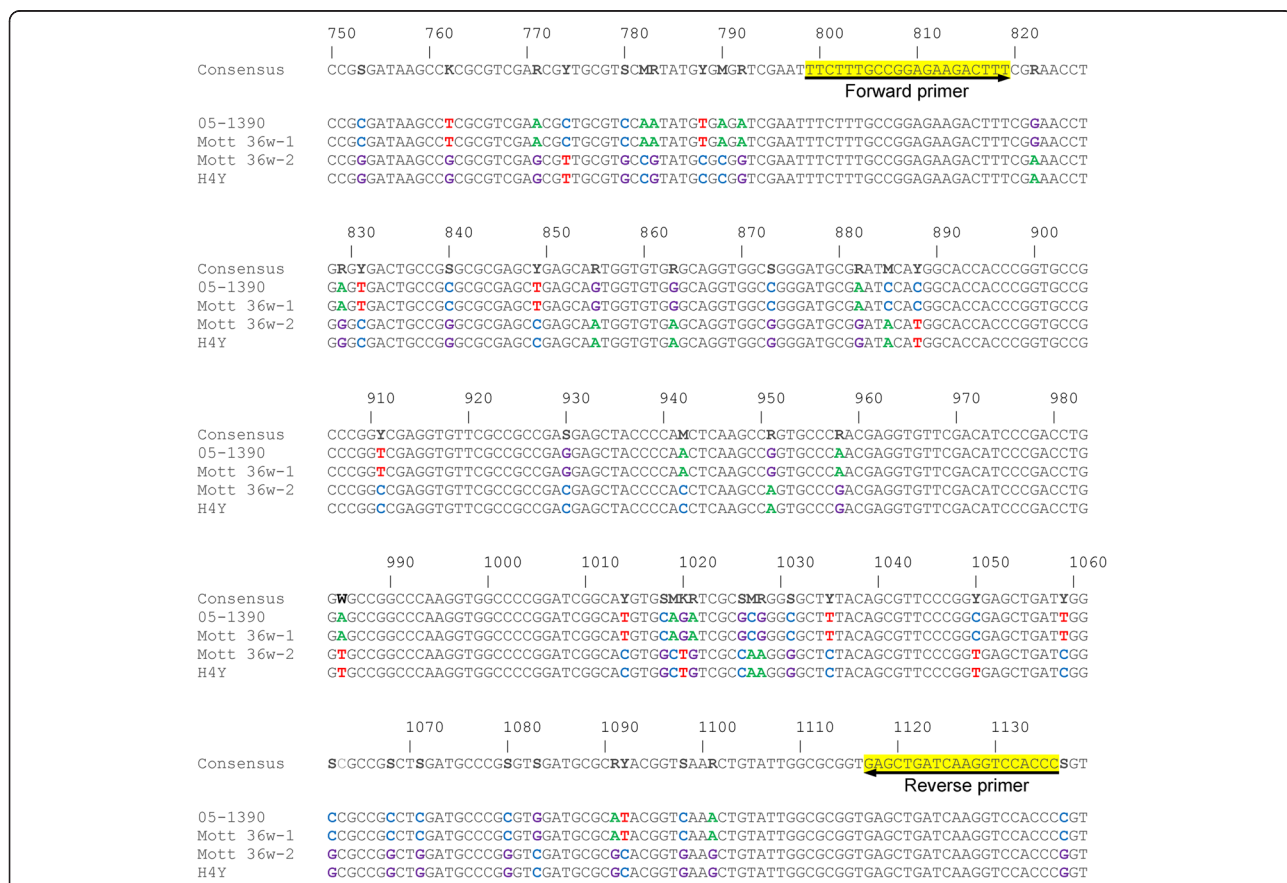 750 760 770 780 790 800 810 820
Consensus CCGSGATAAGCCKCGCGTCGARCGYTGCGTSCMRTATGYGMGRTCGAATTTCTTTGCCGGAGAAGACTTTCGRAACCT
Forward primer
05-1390 CCGCGATAAGCCTCGCGTCGAACGCTGCGTCCAATATGTGAGATCGAATTTCTTTGCCGGAGAAGACTTTCGGAACCT
Mott 36w-1 CCGCGATAAGCCTCGCGTCGAACGCTGCGTCCAATATGTGAGATCGAATTTCTTTGCCGGAGAAGACTTTCGGAACCT
Mott 36w-2 CCGGGATAAGCCGCGCGTCGAGCGTTGCGTGCCGTATGCGCGGTCGAATTTCTTTGCCGGAGAAGACTTTCGAAACCT
H4Y CCGGGATAAGCCGCGCGTCGAGCGTTGCGTGCCGTATGCGCGGTCGAATTTCTTTGCCGGAGAAGACTTTCGAAACCT
830 840 850 860 870 880 890 900
Consensus GRGYGACTGCCGSGCGCGAGCYGAGCARTGGTGTGRGCAGGTGGCSGGGATGCGRATMCAYGGCACCACCCGGTGCCG
05-1390 GAGTGACTGCCGCGCGCGAGCTGAGCAGTGGTGTGGGCAGGTGGCCGGGATGCGAATCCACGGCACCACCCGGTGCCG
Mott 36w-1 GAGTGACTGCCGCGCGCGAGCTGAGCAGTGGTGTGGGCAGGTGGCCGGGATGCGAATCCACGGCACCACCCGGTGCCG
Mott 36w-2 GGGCGACTGCCGGGCGCGAGCCGAGCAATGGTGTGAGCAGGTGGCGGGGATGCGGATACATGGCACCACCCGGTGCCG
H4Y GGGCGACTGCCGGGCGCGAGCCGAGCAATGGTGTGAGCAGGTGGCGGGGATGCGGATACATGGCACCACCCGGTGCCG
910 920 930 940 950 960 970 980
Consensus CCCGGYCGAGGTGTTCGCCGCCGASGAGCTACCCCAMCTCAAGCCRGTGCCCRACGAGGTGTTCGACATCCCGACCTG
05-1390 CCCGGTCGAGGTGTTCGCCGCCGAGGAGCTACCCCAACTCAAGCCGGTGCCCAACGAGGTGTTCGACATCCCGACCTG
Mott 36w-1 CCCGGTCGAGGTGTTCGCCGCCGAGGAGCTACCCCAACTCAAGCCGGTGCCCAACGAGGTGTTCGACATCCCGACCTG
Mott 36w-2 CCCGGCCGAGGTGTTCGCCGCCGACGAGCTACCCCACCTCAAGCCAGTGCCCGACGAGGTGTTCGACATCCCGACCTG
H4Y CCCGGCCGAGGTGTTCGCCGCCGACGAGCTACCCCACCTCAAGCCAGTGCCCGACGAGGTGTTCGACATCCCGACCTG
990 1000 1010 1020 1030 1040 1050 1060
Consensus GWGCCGGCCCAAGGTGGCCCCGGATCGGCAYGTGSMKRTCGCSMRGGSGCTYTACAGCGTTCCCGGYGAGCTGATYGG
05-1390 GAGCCGGCCCAAGGTGGCCCCGGATCGGCATGTGCAGATCGCGCGGGCGCTTTACAGCGTTCCCGGCGAGCTGATTGG
Mott 36w-1 GAGCCGGCCCAAGGTGGCCCCGGATCGGCATGTGCAGATCGCGCGGGCGCTTTACAGCGTTCCCGGCGAGCTGATTGG
Mott 36w-2 GTGCCGGCCCAAGGTGGCCCCGGATCGGCACGTGGCTGTCGCCAAGGGGCTCTACAGCGTTCCCGGTGAGCTGATCGG
H4Y GTGCCGGCCCAAGGTGGCCCCGGATCGGCACGTGGCTGTCGCCAAGGGGCTCTACAGCGTTCCCGGTGAGCTGATCGG
1070 1080 1090 1100 1110 1120 1130
Consensus SCGCCGSCTSGATGCCCGSGTSGATGCGCRYACGGTSAARCTGTATTGGCGCGGTGAGCTGATCAAGGTCCACCCSGT
Reverse primer
05-1390 CCGCCGCCTCGATGCCCGCGTGGATGCGCATACGGTCAAACTGTATTGGCGCGGTGAGCTGATCAAGGTCCACCCCGT
Mott 36w-1 CCGCCGCCTCGATGCCCGCGTGGATGCGCATACGGTCAAACTGTATTGGCGCGGTGAGCTGATCAAGGTCCACCCCGT
Mott 36w-2 GCGCCGGCTGGATGCCCGGGTCGATGCGCGCACGGTGAAGCTGTATTGGCGCGGTGAGCTGATCAAGGTCCACCCGGT
H4Y GCGCCGGCTGGATGCCCGGGTCGATGCGCGCACGGTGAAGCTGTATTGGCGCGGTGAGCTGATCAAGGTCCACCCGGT